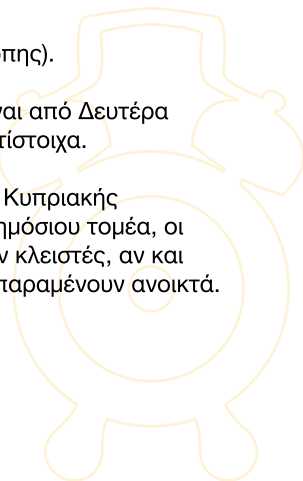 πης).
ναι από Δευτέρα
τίστοιχα.
Κυπριακής
ημόσιου τομέα, οι
ν κλειστές, αν και
παραμένουν ανοικτά.